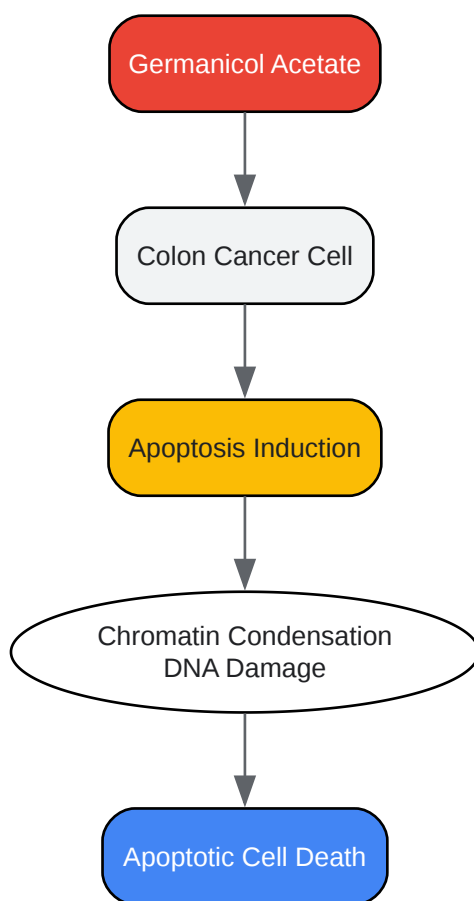 Germanicol Acetate
Colon Cancer Cell
Apoptosis Induction
Chromatin Condensation
DNA Damage
Apoptotic Cell Death